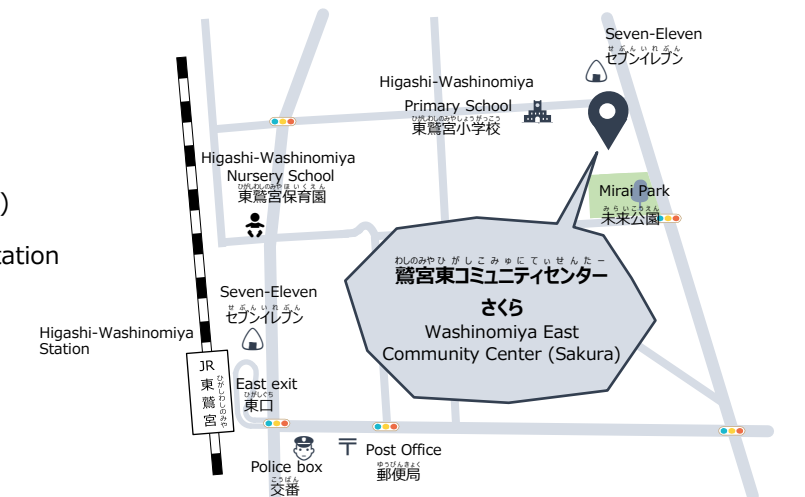 Seven-Eleven
せぶんいれぶん
セブンイレブン
Higashi-Washinomiya
Primary School
ひがしわしのみやしょうがっこう
東鷲宮小学校
Higashi-Washinomiya
Nursery School
ひがしわしのみやほいくえん
東鷲宮保育園
)
tation
Mirai Park
みらいこうえん
未来公園
わしのみやひがしこみゅにてぃせんたー
鷲宮東コミュニティセンター
さくら
Washinomiya East
Community Center (Sakura)
Seven-Eleven
せぶんいれぶん
セブンイレブン
Higashi-Washinomiya
Station
JR
東鷲宮
ひがしわしのみや
East exit
ひがしぐち
東口
Police box
こうばん
交番
〒 Post Office
ゆうびんきょく
郵便局